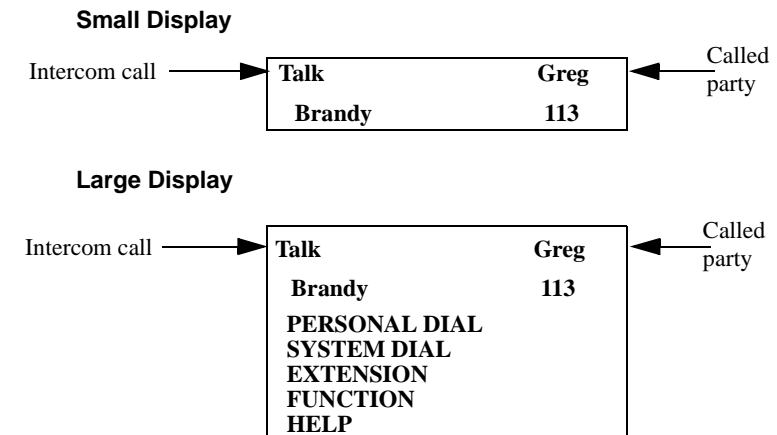 Small Display
Intercom call Talk Greg Called party
Brandy 113
Large Display
Intercom call Talk Greg Called party
Brandy 113
PERSONAL DIAL
SYSTEM DIAL
EXTENSION
FUNCTION
HELP